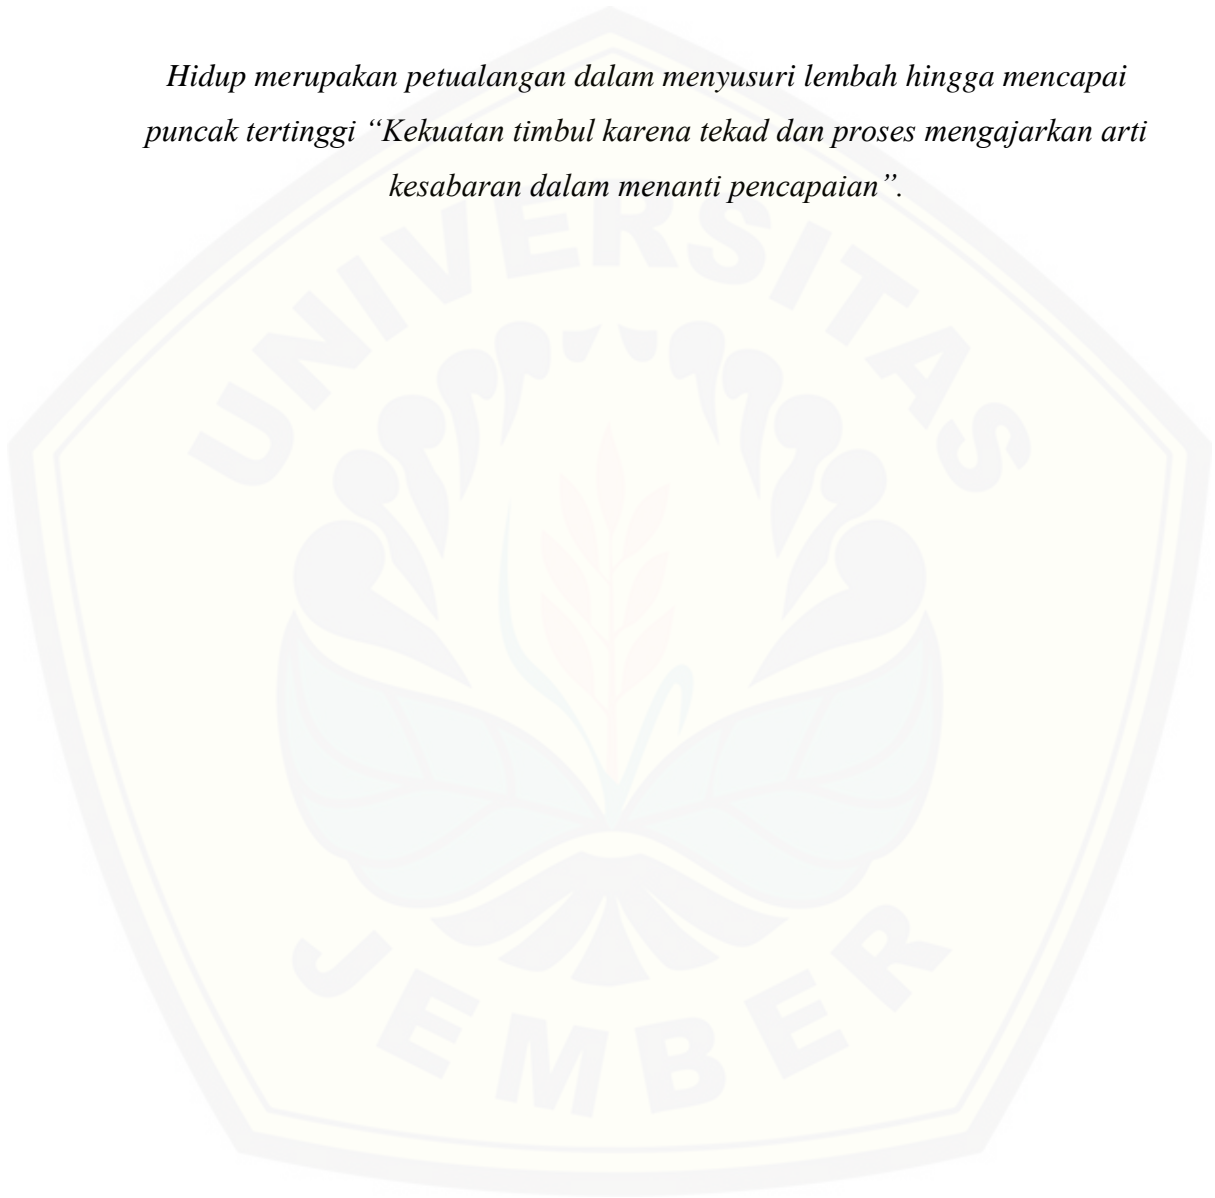 Hidup merupakan petualangan dalam menyusuri lembah hingga mencapai
puncak tertinggi “Kekuatan timbul karena tekad dan proses mengajarkan arti
kesabaran dalam menanti pencapaian”.
UNIVERSITAS
JEMBER